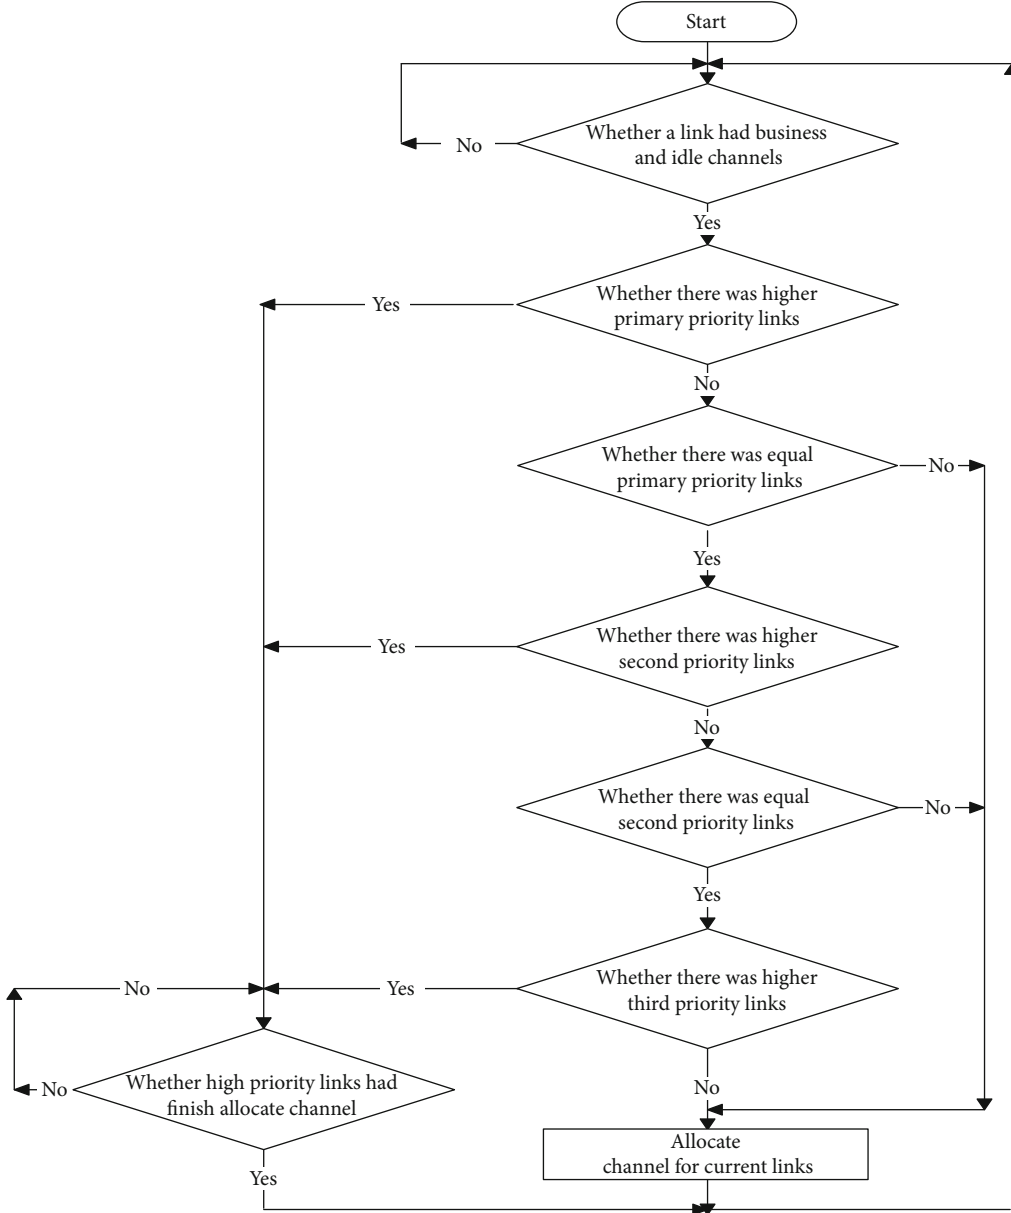 Start
Whether a link had business
and idle channels
No
Yes
Whether there was higher
primary priority links
Yes
No
Whether there was equal
primary priority links
No
Yes
Whether there was higher
second priority links
Yes
No
Whether there was equal
second priority links
No
Yes
Whether there was higher
third priority links
Yes
No
No
Whether high priority links had
finish allocate channel
No
No
Allocate
channel for current links
Yes